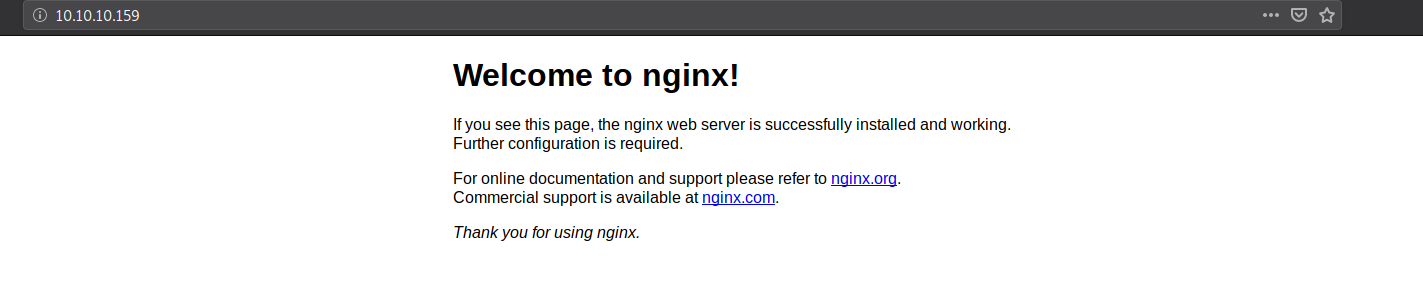 10.10.10.159
Welcome to nginx!
If you see this page, the nginx web server is successfully installed and working.
Further configuration is required.
For online documentation and support please refer to nginx.org.
Commercial support is available at nginx.com.
Thank you for using nginx.